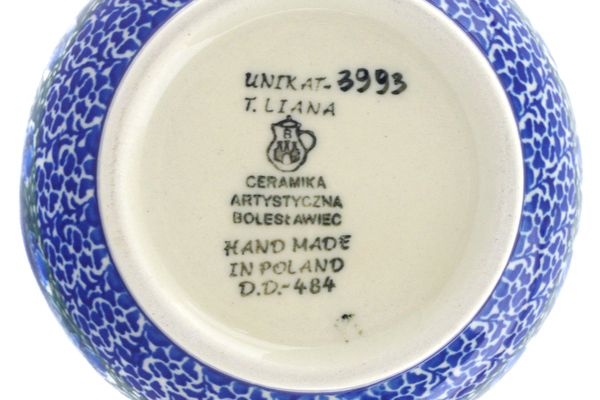 UNIKAT-3993
T. LIANA
B
CERAMIKA
ARTYSTYCZNA
BOLESŁAWIEC
HAND MADE
IN POLAND
D.D.-484